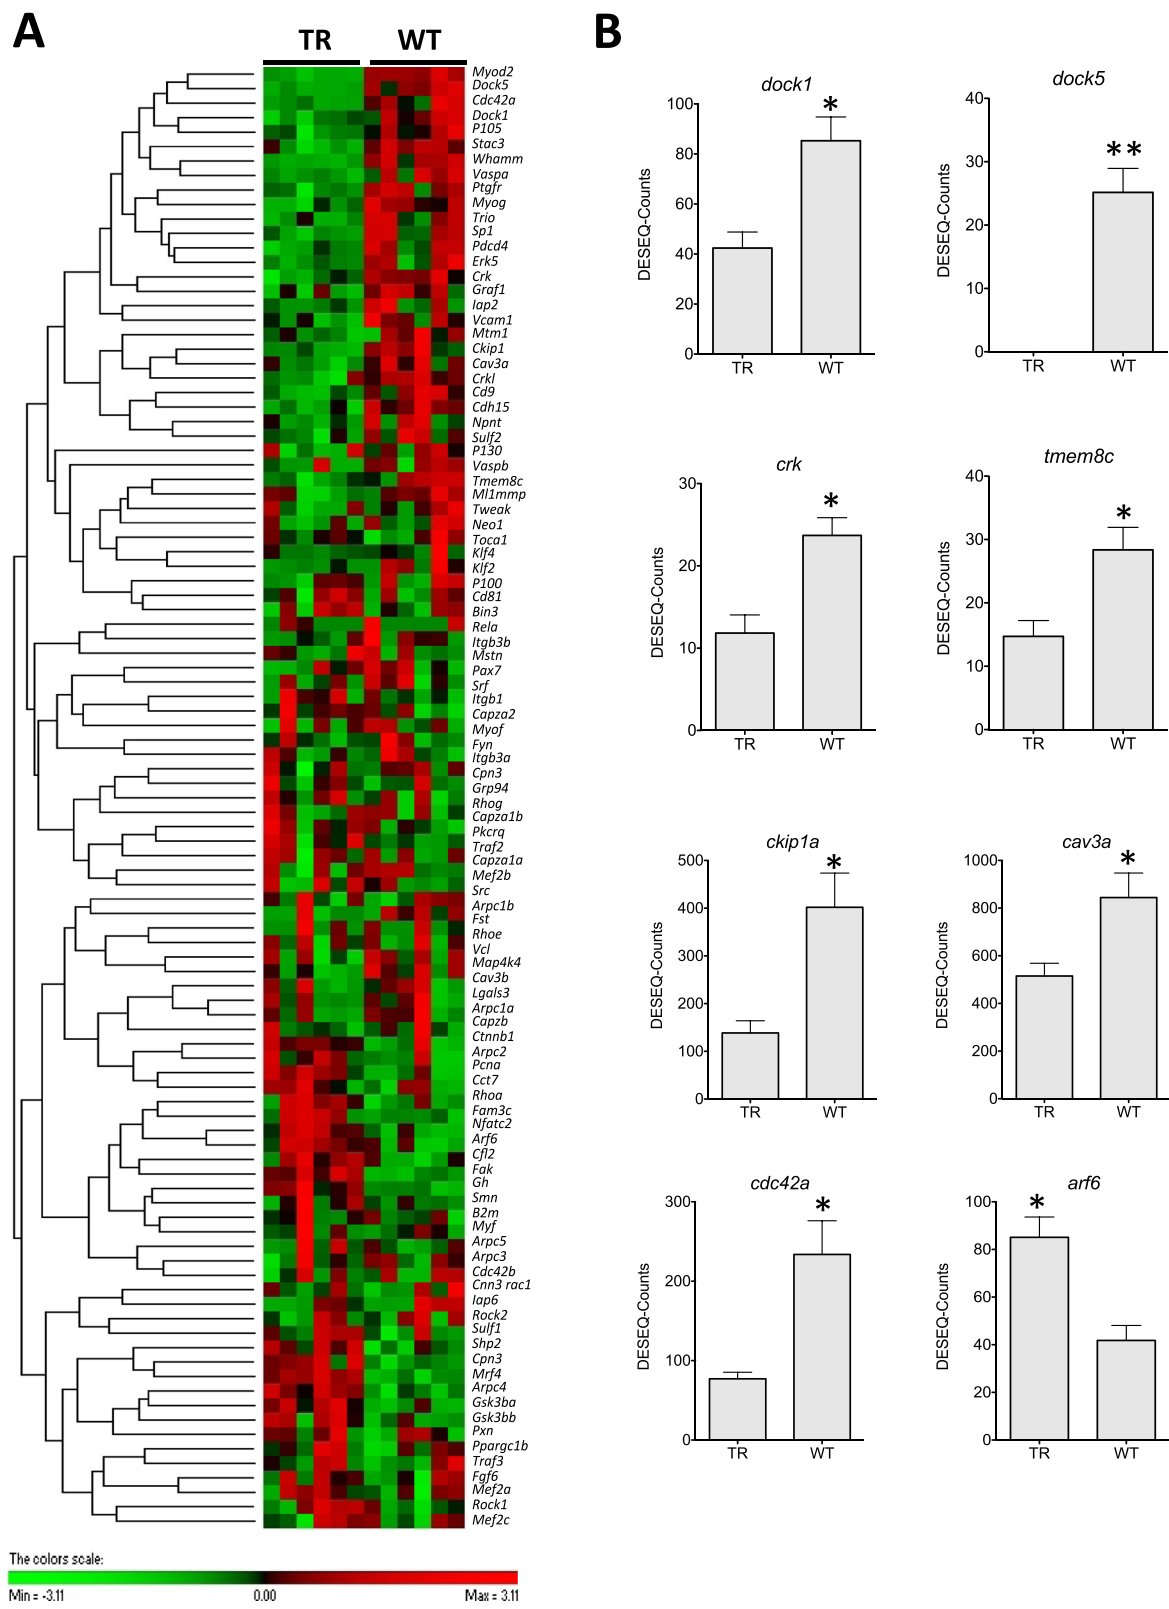 A
TR WT
Myod2
Dock5
Cdc42a
Dock1
P105
Stac3
Whamm
Vaspa
Ptgfr
Myog
Trio
Sp1
Pdcd4
Erk5
Crk
Graf1
Iap2
Vcam1
Mtm1
Ckip1
Cav3a
Crkl
Cd9
Cdh15
Npnt
Sulf2
P130
Vaspb
Tmem8c
Ml1mmp
Tweak
Neo1
Toca1
Klf4
Klf2
P100
Cd81
Bin3
Rela
Itgb3b
Mstn
Pax7
Srf
Itgb1
Capza2
Myof
Fyn
Itgb3a
Cpn3
Grp94
Rhog
Capza1b
Pkcrq
Traf2
Capza1a
Mef2b
Src
Arpc1b
Fst
Rhoe
Vcl
Map4k4
Cav3b
Lgals3
Arpc1a
Capzb
Ctnnb1
Arpc2
Pcna
Cct7
Rhoa
Fam3c
Nfatc2
Arf6
Cfl2
Fak
Gh
Smn
B2m
Myf
Arpc5
Arpc3
Cdc42b
Cnn3 rac1
Iap6
Rock2
Sulf1
Shp2
Cpn3
Mrf4
Arpc4
Gsk3ba
Gsk3bb
Pxn
Ppargc1b
Traf3
Fgf6
Mef2a
Rock1
Mef2c
The colors scale:
Min = -3.11 0.00 Max = 3.11
B
dock1
DESEQ-Counts
100
80
60
40
20
0
*
TR WT
dock5
DESEQ-Counts
40
30
20
10
0
**
TR WT
crk
DESEQ-Counts
30
20
10
0
*
TR WT
tmem8c
DESEQ-Counts
40
30
20
10
0
*
TR WT
ckip1a
DESEQ-Counts
500
400
300
200
100
0
*
TR WT
cav3a
DESEQ-Counts
1000
800
600
400
200
0
*
TR WT
cdc42a
DESEQ-Counts
300
200
100
0
*
TR WT
arf6
DESEQ-Counts
100
80
60
40
20
0
*
TR WT